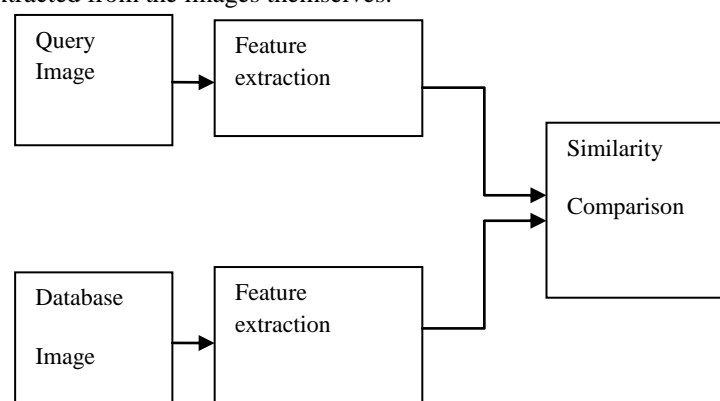 extracted from the images themselves.
Query
Image
Feature
extraction
Similarity
Comparison
Database
Image
Feature
extraction